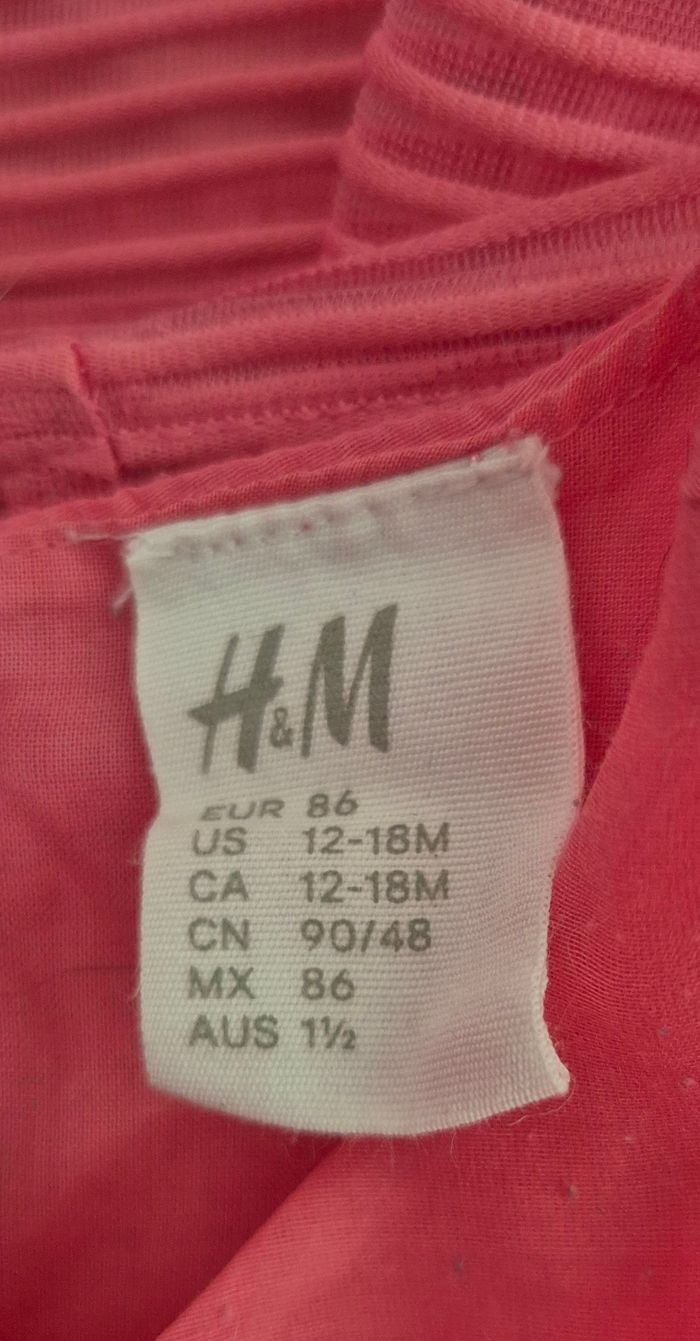 H&M
EUR 86
US 12-18M
CA 12-18M
CN 90/48
MX 86
AUS 1½